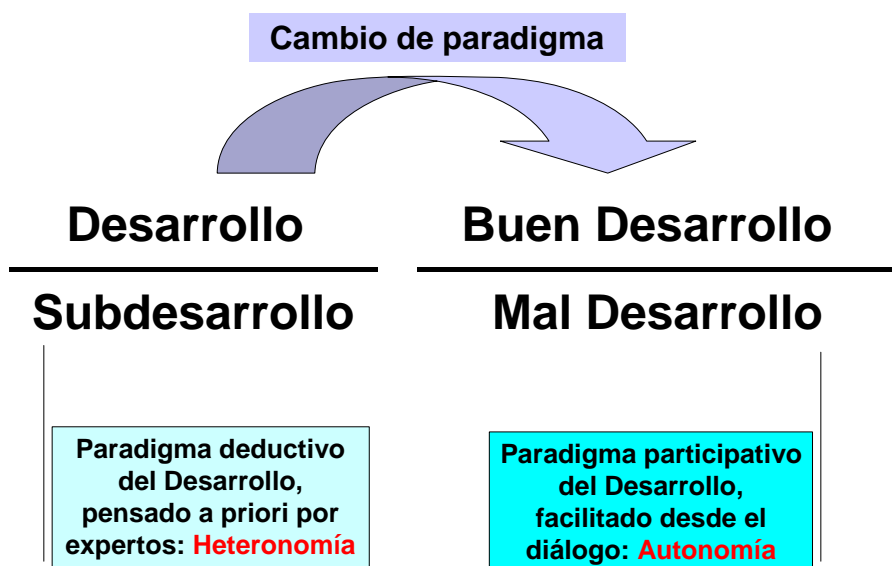 Cambio de paradigma
Desarrollo
Subdesarrollo
Buen Desarrollo
Mal Desarrollo
Paradigma deductivo
del Desarrollo,
pensado a priori por
expertos: Heteronomía
Paradigma participativo
del Desarrollo,
facilitado desde el
diálogo: Autonomía